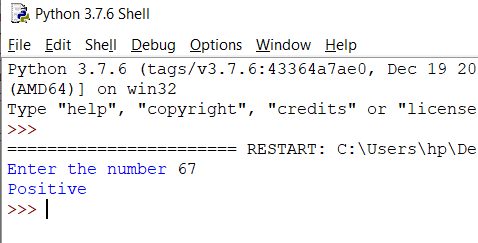 Python 3.7.6 Shell
File Edit Shell Debug Options Window Help
Python 3.7.6 (tags/v3.7.6:43364a7ae0, Dec 19 20
(AMD64)] on win32
Type "help", "copyright", "credits" or "license
>>>
======================= RESTART: C:\Users\hp\De
Enter the number 67
Positive
>>>